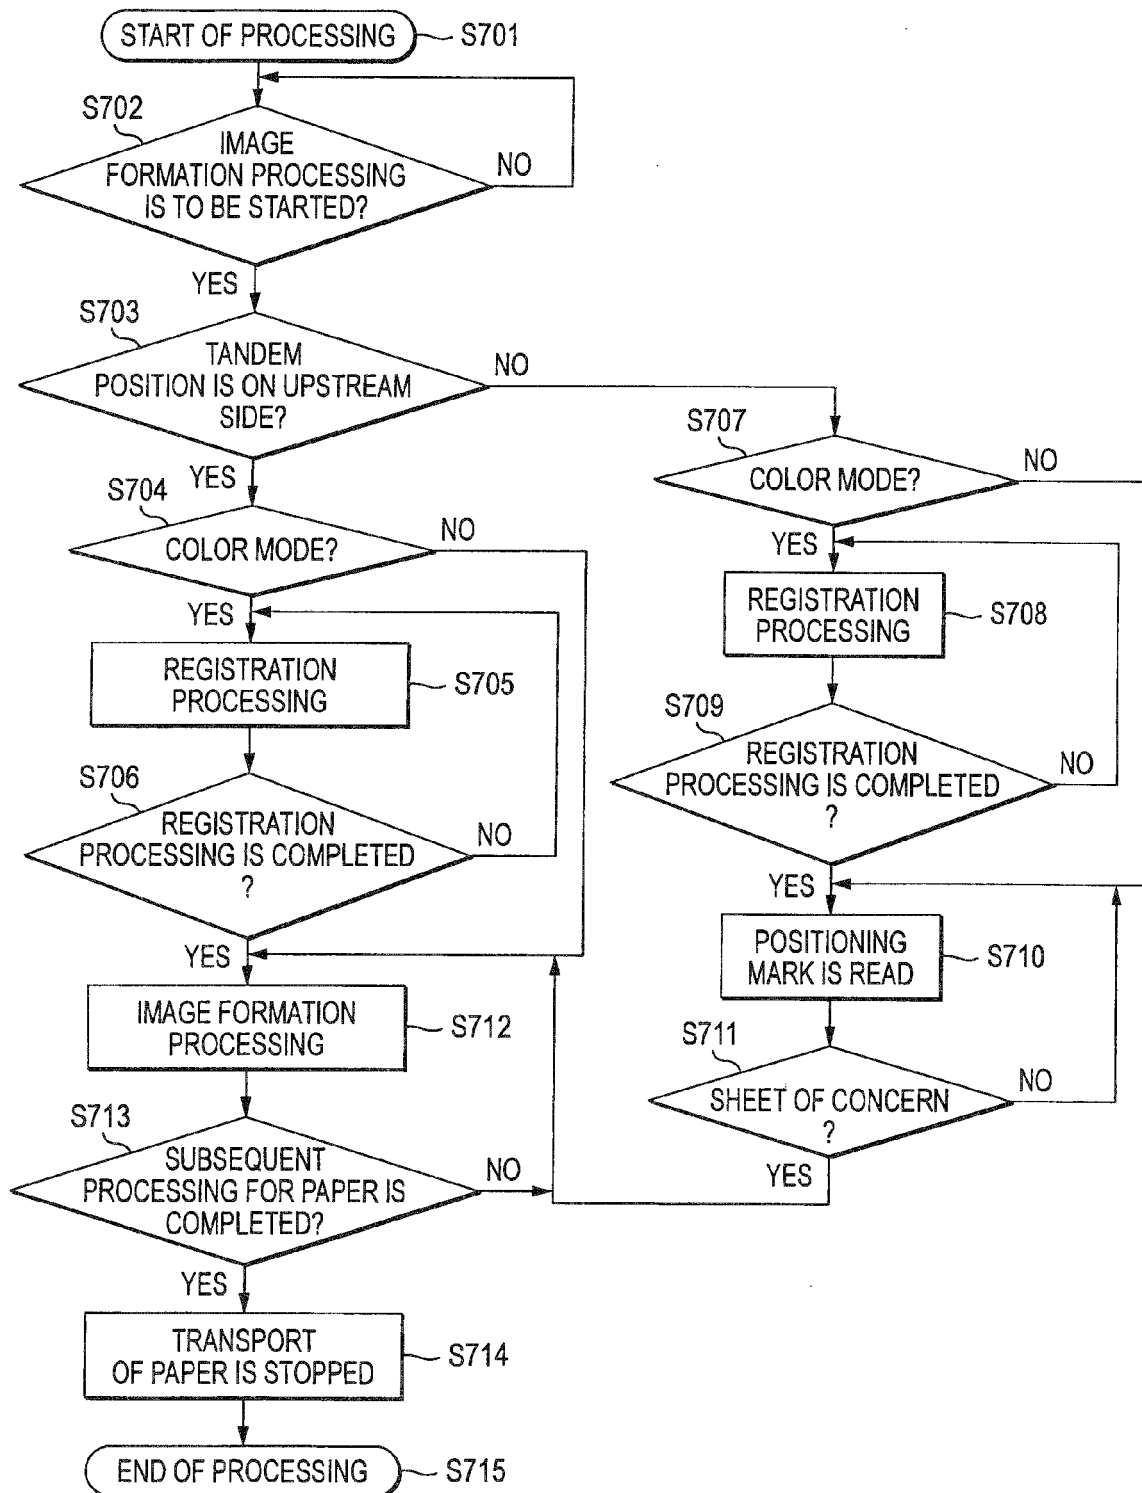 START OF PROCESSING
S701
S702
IMAGE
FORMATION PROCESSING
IS TO BE STARTED?
NO
YES
S703
TANDEM
POSITION IS ON UPSTREAM
SIDE?
NO
YES
S704
COLOR MODE?
NO
YES
REGISTRATION
PROCESSING
S705
S706
REGISTRATION
PROCESSING IS COMPLETED
?
NO
YES
S707
COLOR MODE?
NO
YES
REGISTRATION
PROCESSING
S708
S709
REGISTRATION
PROCESSING IS COMPLETED
?
NO
YES
POSITIONING
MARK IS READ
S710
S711
SHEET OF CONCERN
?
NO
YES
IMAGE FORMATION
PROCESSING
S712
S713
SUBSEQUENT
PROCESSING FOR PAPER IS
COMPLETED?
NO
YES
TRANSPORT
OF PAPER IS STOPPED
S714
END OF PROCESSING
S715